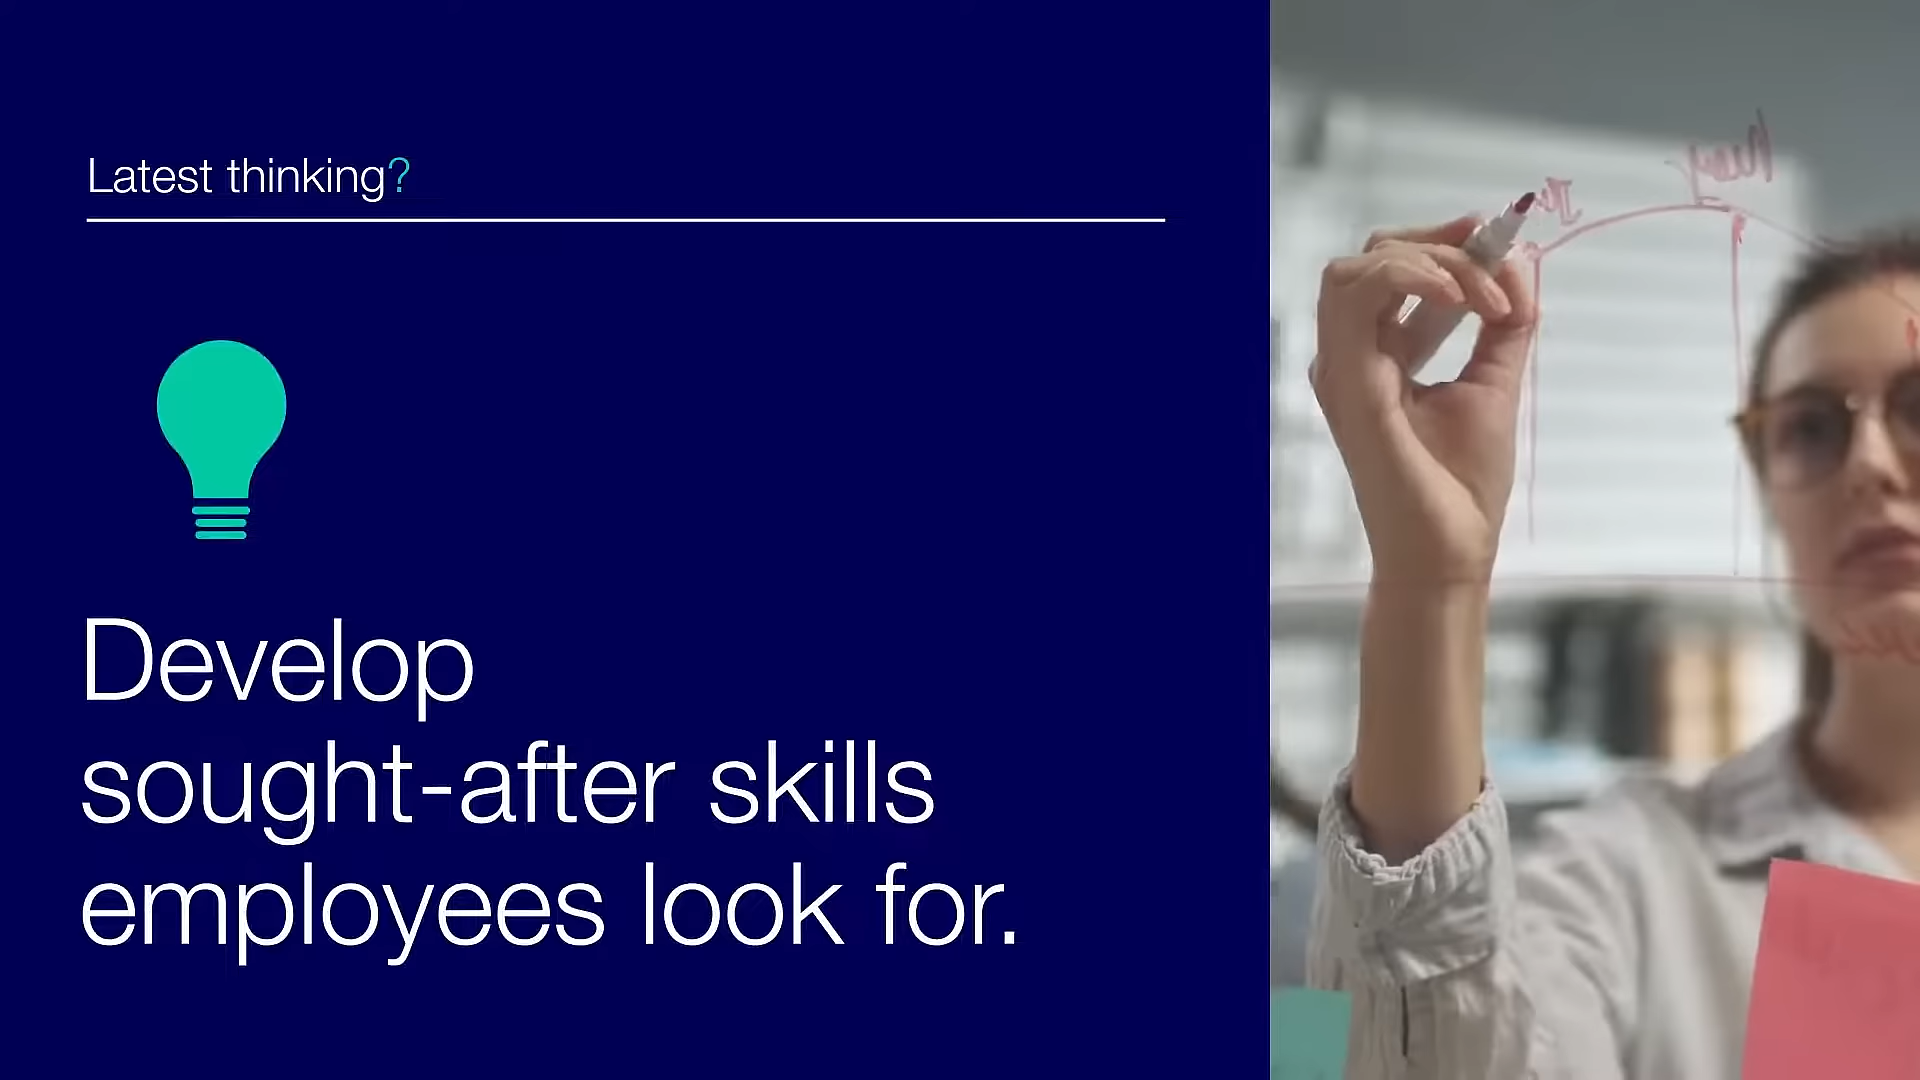 Latest thinking?
Develop
sought-after skills
employees look for.